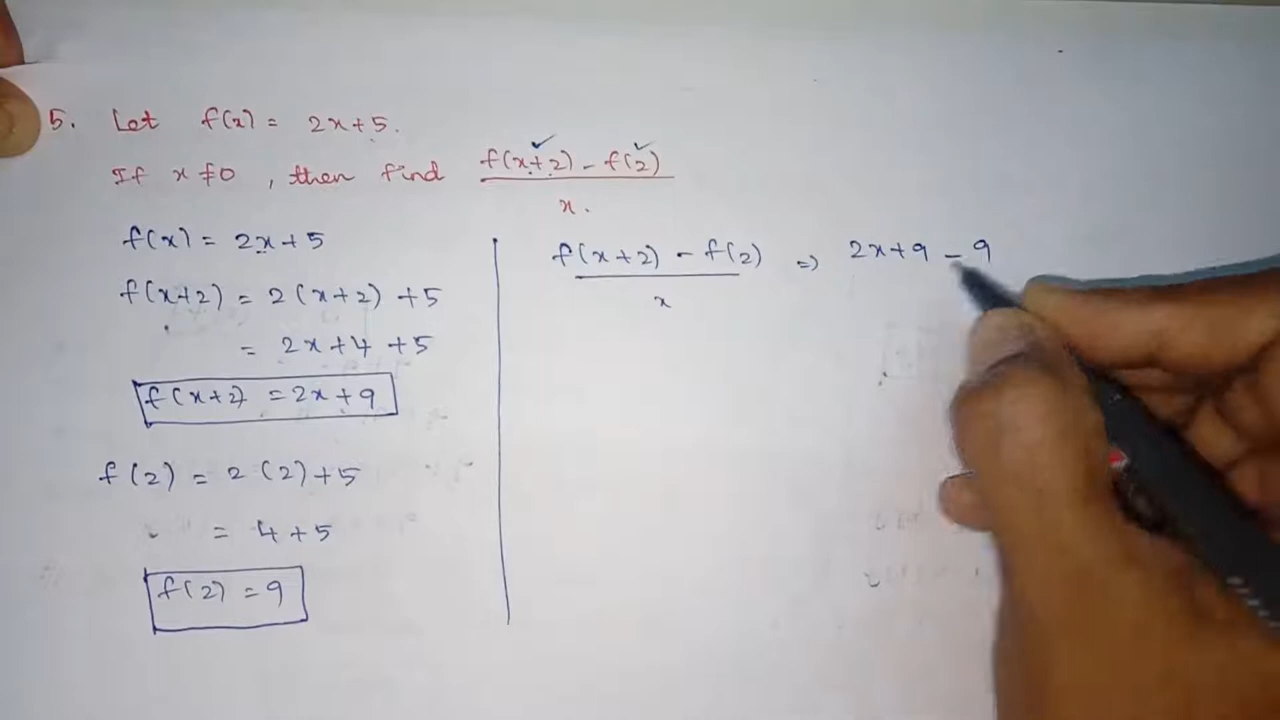 5. Let f(x) = 2x+5.
If x≠0, then find f(x+2) - f(2)
x.
f(x) = 2x+5
f(x+2) = 2(x+2) +5
= 2x+4 +5
f(x+2) = 2x+9
f(2) = 2(2)+5
= 4+5
f(2) = 9
f(x+2) - f(2) => 2x+9 - 9
x